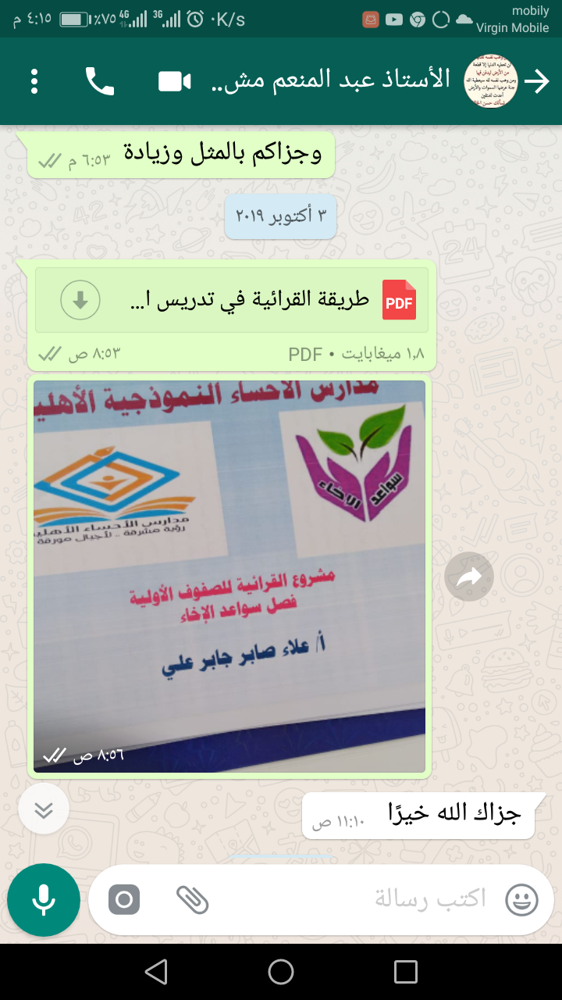 mobily
Virgin Mobile
٤:١٥ م
٪٧٥
4G
3G
٠K/s
الأستاذ عبد المنعم مش..
وجزاكم بالمثل وزيادة
٦:٥٣ م
٣ أكتوبر ٢٠١٩
PDF
طريقة القرائية في تدريس ا...
١,٨ ميغابايت • PDF
٨:٥٣ ص
مدارس الأحساء النموذجية الأهلي
سواعد الإخاء
مدارس الأحساء الأهلي
رؤية مشرقة .. لأجيال مورقة
مشروع القرائية للصفوف الأولية
فصل سواعد الإخاء
أ/ علاء صابر جابر علي
٨:٥٦ ص
جزاك الله خيرًا
١١:١٠ ص
اكتب رسالة